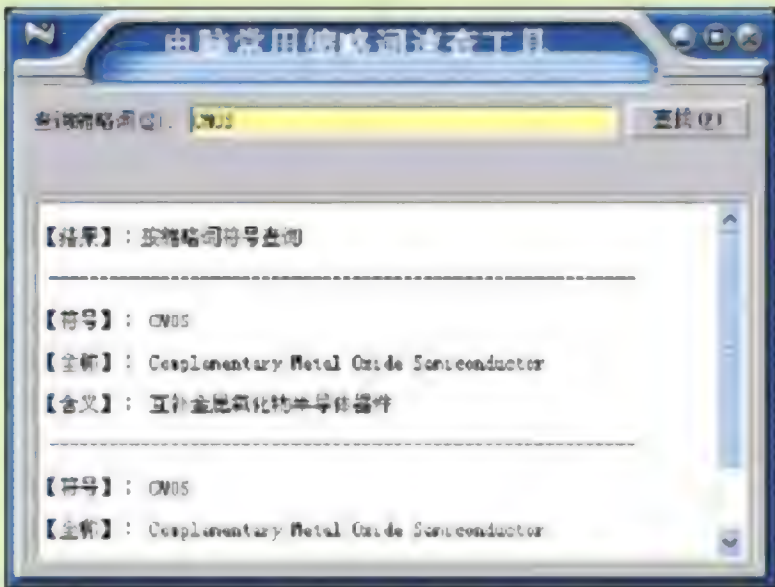 电脑常用缩略词速查工具
查询缩略词(S): CMOS 查找(F)
【结果】：按缩略词符号查询
【符号】： CMOS
【全称】： Complementary Metal Oxide Semiconductor
【含义】： 互补金属氧化物半导体器件
【符号】： CMOS
【全称】： Complementary Metal Oxide Semiconductor